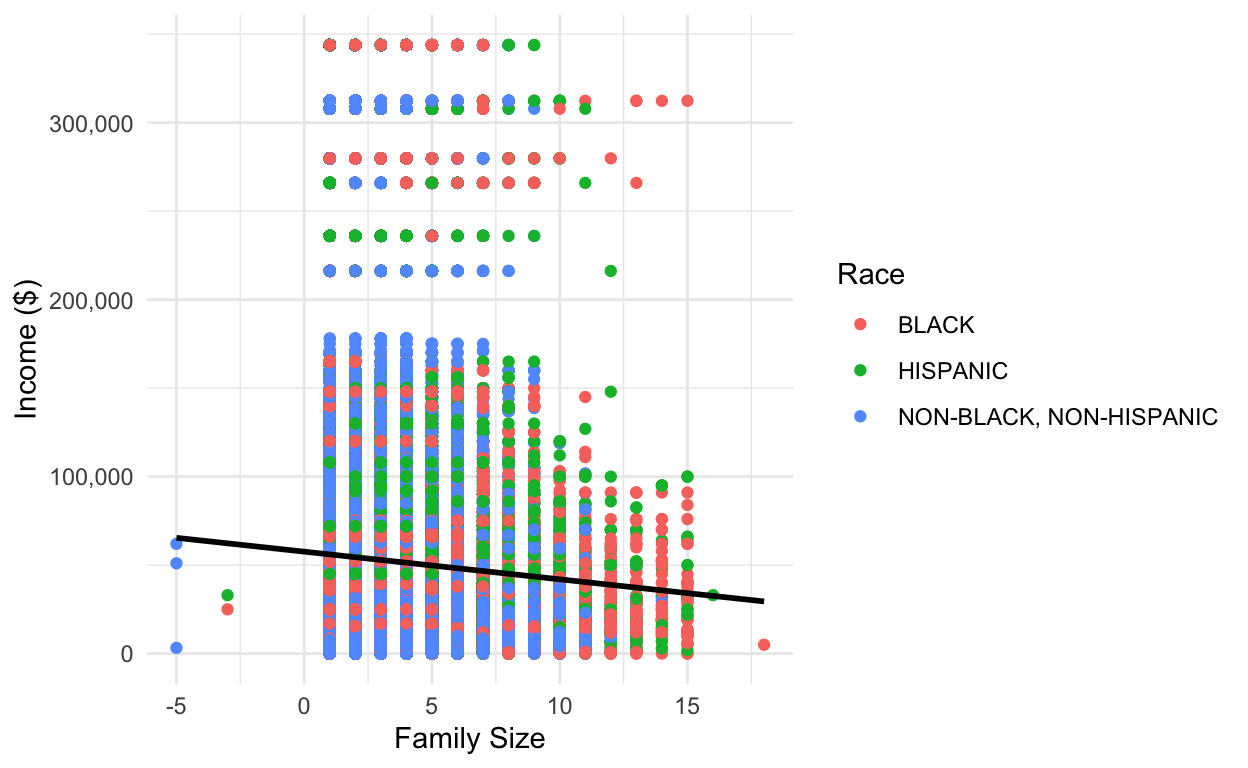 300,000
200,000
100,000
0
Income ($)
-5 0 5 10 15
Family Size
Race
BLACK
HISPANIC
NON-BLACK, NON-HISPANIC